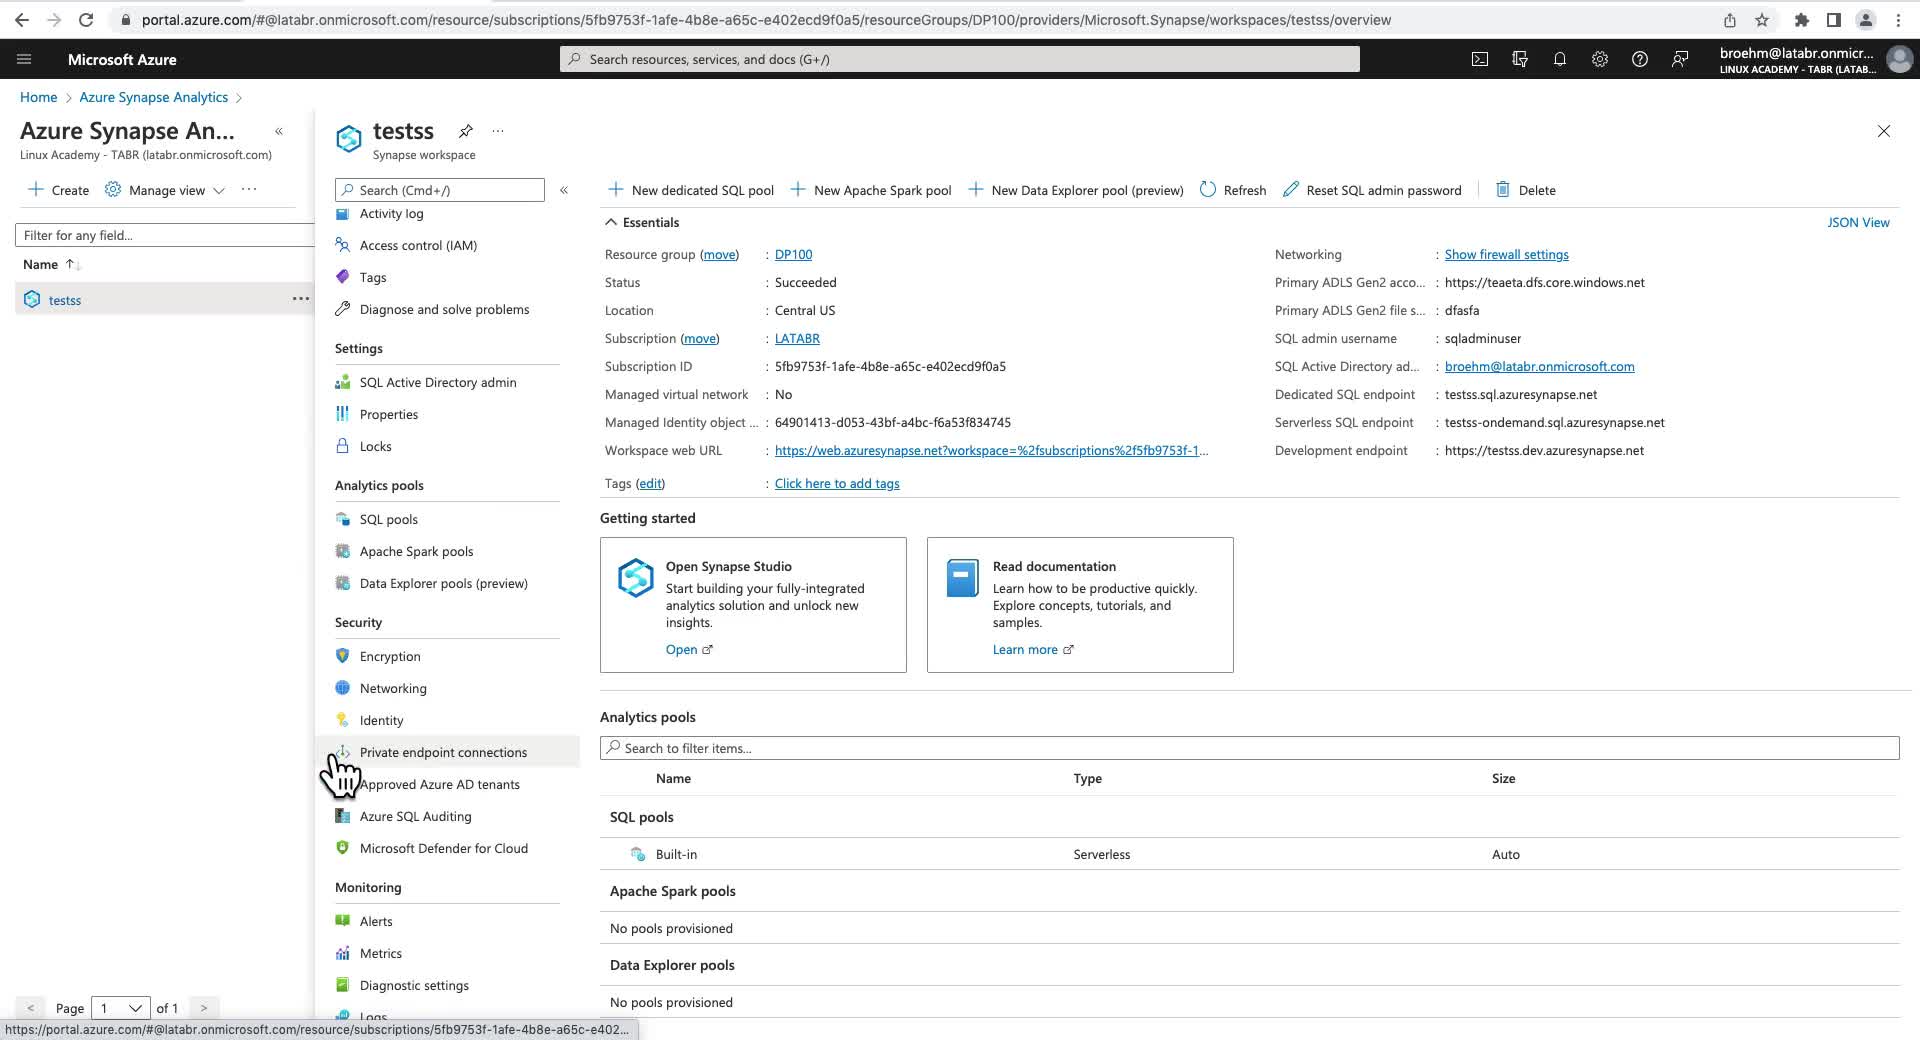 portal.azure.com/#@latabr.onmicrosoft.com/resource/subscriptions/5fb9753f-1afe-4b8e-a65c-e402ecd9f0a5/resourceGroups/DP100/providers/Microsoft.Synapse/workspaces/testss/overview
Microsoft Azure
Search resources, services, and docs (G+/)
broehm@latabr.onmicr...
LINUX ACADEMY - TABR (LATAB...
Home > Azure Synapse Analytics >
Azure Synapse An... «
Linux Academy - TABR (latabr.onmicrosoft.com)
Create Manage view ...
Filter for any field...
Name ↑↓
testss ...
< Page 1 of 1 >
testss ...
Synapse workspace
Search (Cmd+/) «
Activity log
Access control (IAM)
Tags
Diagnose and solve problems
Settings
SQL Active Directory admin
Properties
Locks
Analytics pools
SQL pools
Apache Spark pools
Data Explorer pools (preview)
Security
Encryption
Networking
Identity
Private endpoint connections
Approved Azure AD tenants
Azure SQL Auditing
Microsoft Defender for Cloud
Monitoring
Alerts
Metrics
Diagnostic settings
Logs
New dedicated SQL pool New Apache Spark pool New Data Explorer pool (preview) Refresh Reset SQL admin password Delete
Essentials JSON View
Resource group (move) : DP100
Status : Succeeded
Location : Central US
Subscription (move) : LATABR
Subscription ID : 5fb9753f-1afe-4b8e-a65c-e402ecd9f0a5
Managed virtual network : No
Managed Identity object ... : 64901413-d053-43bf-a4bc-f6a53f834745
Workspace web URL : https://web.azuresynapse.net?workspace=%2fsubscriptions%2f5fb9753f-1...
Tags (edit) : Click here to add tags
Networking : Show firewall settings
Primary ADLS Gen2 acco... : https://teaeta.dfs.core.windows.net
Primary ADLS Gen2 file s... : dfasfa
SQL admin username : sqladminuser
SQL Active Directory ad... : broehm@latabr.onmicrosoft.com
Dedicated SQL endpoint : testss.sql.azuresynapse.net
Serverless SQL endpoint : testss-ondemand.sql.azuresynapse.net
Development endpoint : https://testss.dev.azuresynapse.net
Getting started
Open Synapse Studio
Start building your fully-integrated
analytics solution and unlock new
insights.
Open
Read documentation
Learn how to be productive quickly.
Explore concepts, tutorials, and
samples.
Learn more
Analytics pools
Search to filter items...
Name Type Size
SQL pools
Built-in Serverless Auto
Apache Spark pools
No pools provisioned
Data Explorer pools
No pools provisioned
https://portal.azure.com/#@latabr.onmicrosoft.com/resource/subscriptions/5fb9753f-1afe-4b8e-a65c-e402...